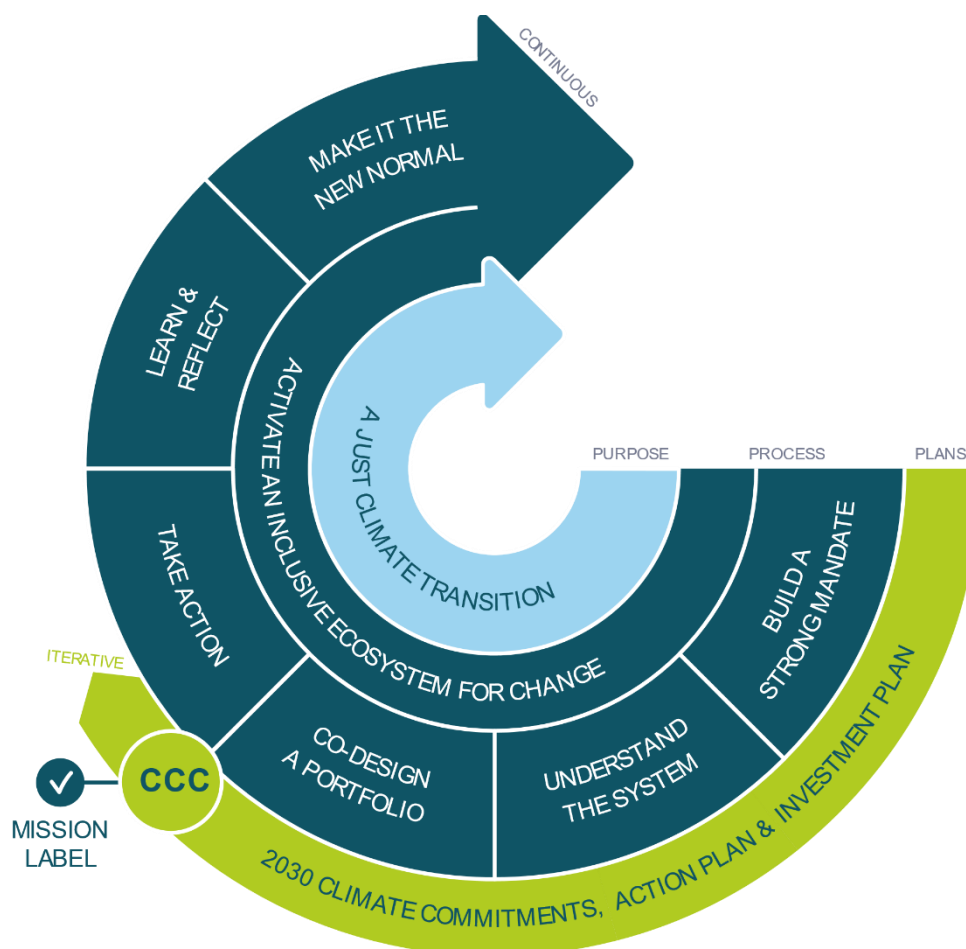 CONTINUOUS
MAKE IT THE
NEW NORMAL
LEARN &
REFLECT
ACTIVATE AN INCLUSIVE ECOSYSTEM FOR CHANGE
A JUST CLIMATE TRANSITION
PURPOSE
PROCESS
PLANS
TAKE ACTION
BUILD A
STRONG MANDATE
ITERATIVE
CO-DESIGN
A PORTFOLIO
UNDERSTAND
THE SYSTEM
CCC
MISSION
LABEL
2030 CLIMATE COMMITMENTS, ACTION PLAN & INVESTMENT PLAN